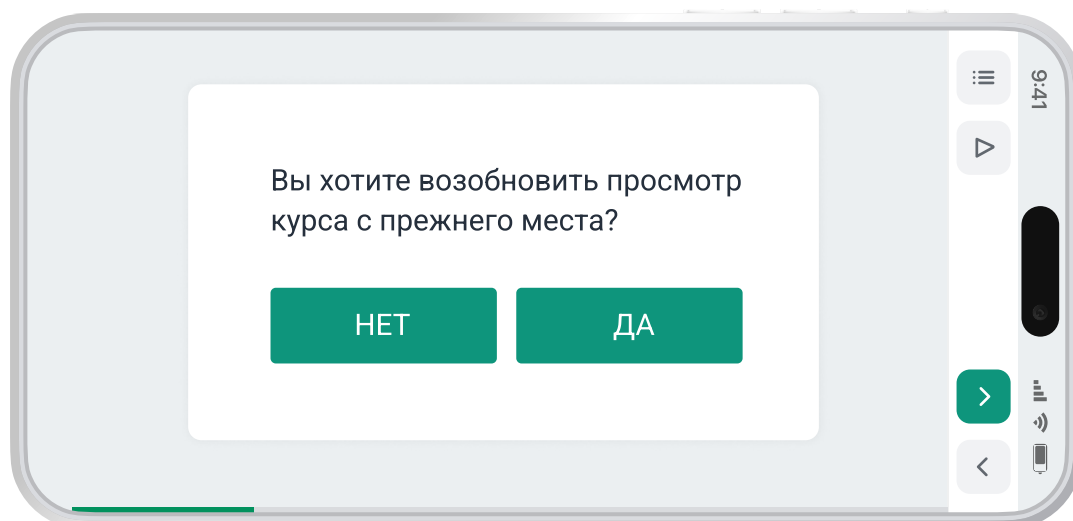 Вы хотите возобновить просмотр
курса с прежнего места?
НЕТ
ДА
9:41